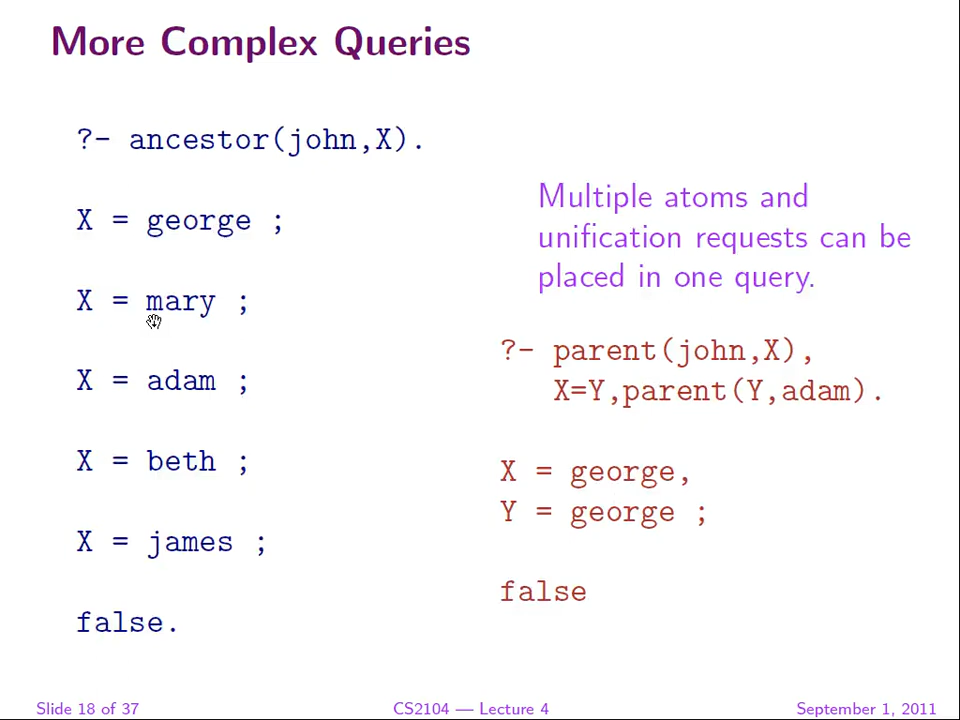 More Complex Queries
?- ancestor(john,X).
X = george ;
X = mary ;
X = adam ;
X = beth ;
X = james ;
false.
Multiple atoms and
unification requests can be
placed in one query.
?- parent(john,X),
X=Y,parent(Y,adam).
X = george,
Y = george ;
false
Slide 18 of 37
CS2104 — Lecture 4
September 1, 2011